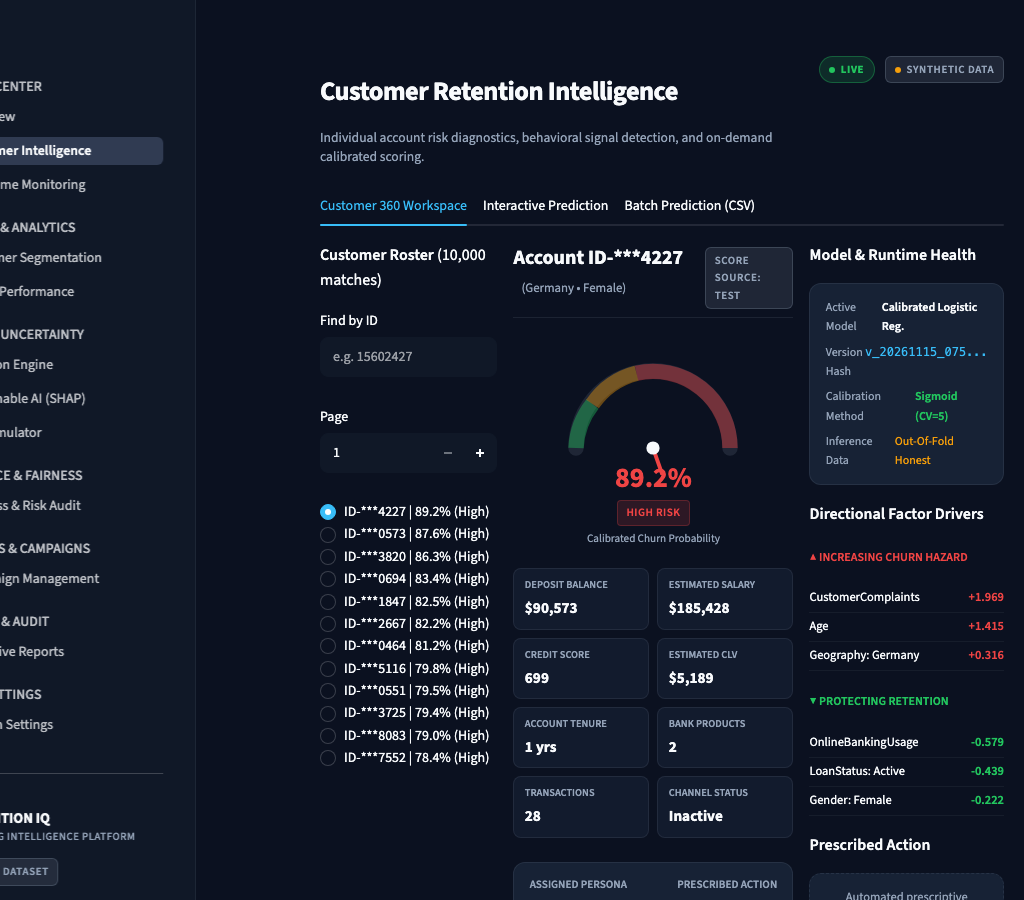 CENTER
ew
mer Intelligence
me Monitoring
& ANALYTICS
mer Segmentation
Performance
UNCERTAINTY
on Engine
nable AI (SHAP)
mulator
CE & FAIRNESS
ss & Risk Audit
S & CAMPAIGNS
aign Management
& AUDIT
ive Reports
TTINGS
n Settings
TION IQ
G INTELLIGENCE PLATFORM
DATASET
LIVE
SYNTHETIC DATA
Customer Retention Intelligence
Individual account risk diagnostics, behavioral signal detection, and on-demand
calibrated scoring.
Customer 360 Workspace
Interactive Prediction
Batch Prediction (CSV)
Customer Roster (10,000
matches)
Find by ID
e.g. 15602427
Page
1
ID-***4227 | 89.2% (High)
ID-***0573 | 87.6% (High)
ID-***3820 | 86.3% (High)
ID-***0694 | 83.4% (High)
ID-***1847 | 82.5% (High)
ID-***2667 | 82.2% (High)
ID-***0464 | 81.2% (High)
ID-***5116 | 79.8% (High)
ID-***0551 | 79.5% (High)
ID-***3725 | 79.4% (High)
ID-***8083 | 79.0% (High)
ID-***7552 | 78.4% (High)
Account ID-***4227
(Germany • Female)
SCORE
SOURCE:
TEST
89.2%
HIGH RISK
Calibrated Churn Probability
DEPOSIT BALANCE
$90,573
ESTIMATED SALARY
$185,428
CREDIT SCORE
699
ESTIMATED CLV
$5,189
ACCOUNT TENURE
1 yrs
BANK PRODUCTS
2
TRANSACTIONS
28
CHANNEL STATUS
Inactive
ASSIGNED PERSONA
PRESCRIBED ACTION
Model & Runtime Health
Active Model
Calibrated Logistic Reg.
Version Hash
v_20261115_075...
Calibration Method
Sigmoid (CV=5)
Inference Data
Out-Of-Fold Honest
Directional Factor Drivers
▲ INCREASING CHURN HAZARD
CustomerComplaints +1.969
Age +1.415
Geography: Germany +0.316
▼ PROTECTING RETENTION
OnlineBankingUsage -0.579
LoanStatus: Active -0.439
Gender: Female -0.222
Prescribed Action
Automated prescriptive